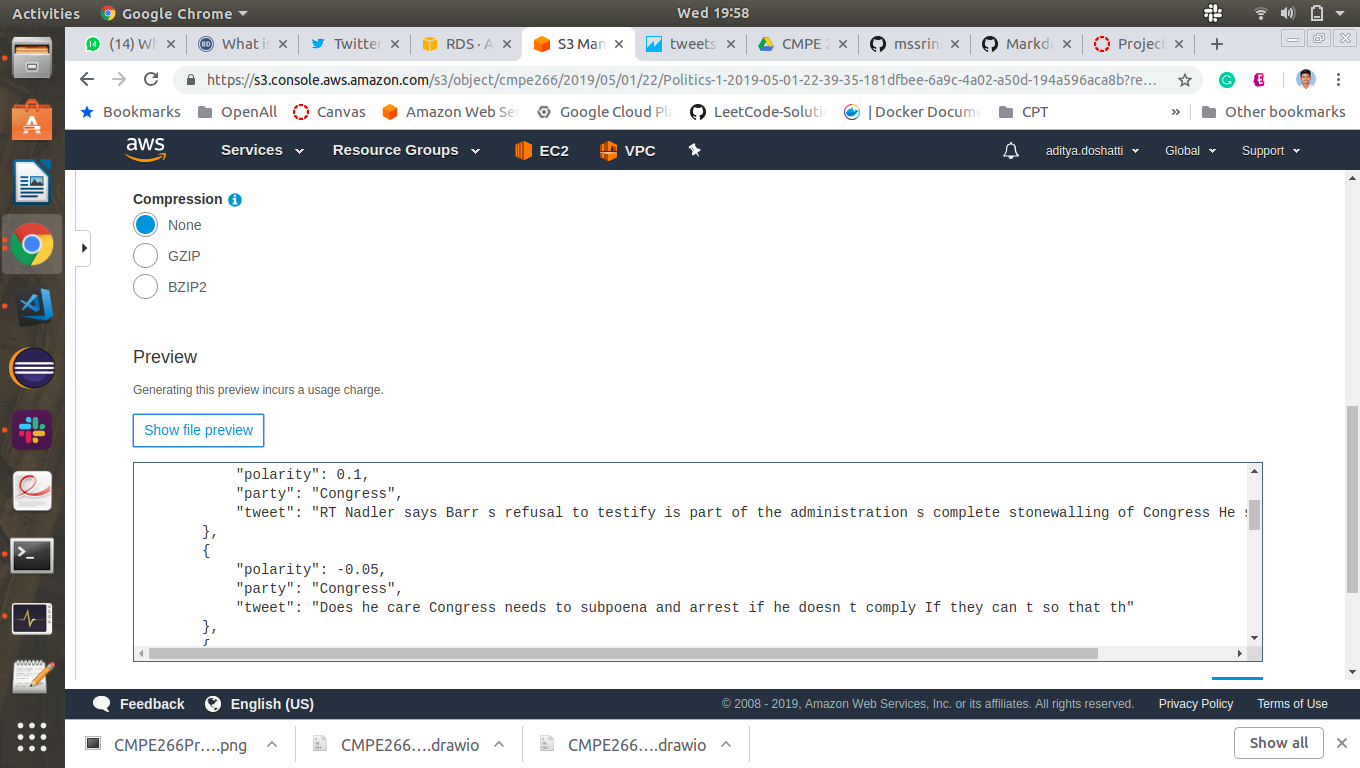 Activities Google Chrome Wed 19:58
(14) Wh What is Twitter RDS · A S3 Man tweets CMPE 2 mssrin Markdo Project
https://s3.console.aws.amazon.com/s3/object/cmpe266/2019/05/01/22/Politics-1-2019-05-01-22-39-35-181dfbee-6a9c-4a02-a50d-194a596aca8b?re…
Bookmarks OpenAll Canvas Amazon Web Se Google Cloud Pla LeetCode-Soluti | Docker Docume CPT » Other bookmarks
aws Services Resource Groups EC2 VPC aditya.doshatti Global Support
Compression
None
GZIP
BZIP2
Preview
Generating this preview incurs a usage charge.
Show file preview
"polarity": 0.1,
"party": "Congress",
"tweet": "RT Nadler says Barr s refusal to testify is part of the administration s complete stonewalling of Congress He s
},
{
"polarity": -0.05,
"party": "Congress",
"tweet": "Does he care Congress needs to subpoena and arrest if he doesn t comply If they can t so that th"
},
{
Feedback English (US) © 2008 - 2019, Amazon Web Services, Inc. or its affiliates. All rights reserved. Privacy Policy Terms of Use
CMPE266Pr….png CMPE266….drawio CMPE266….drawio Show all